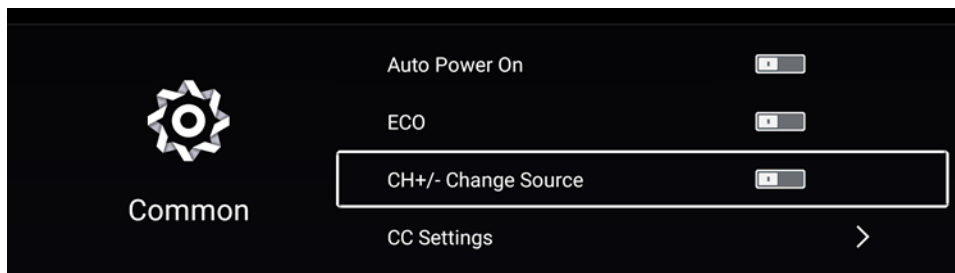 Common
Auto Power On
ECO
CH+/- Change Source
CC Settings